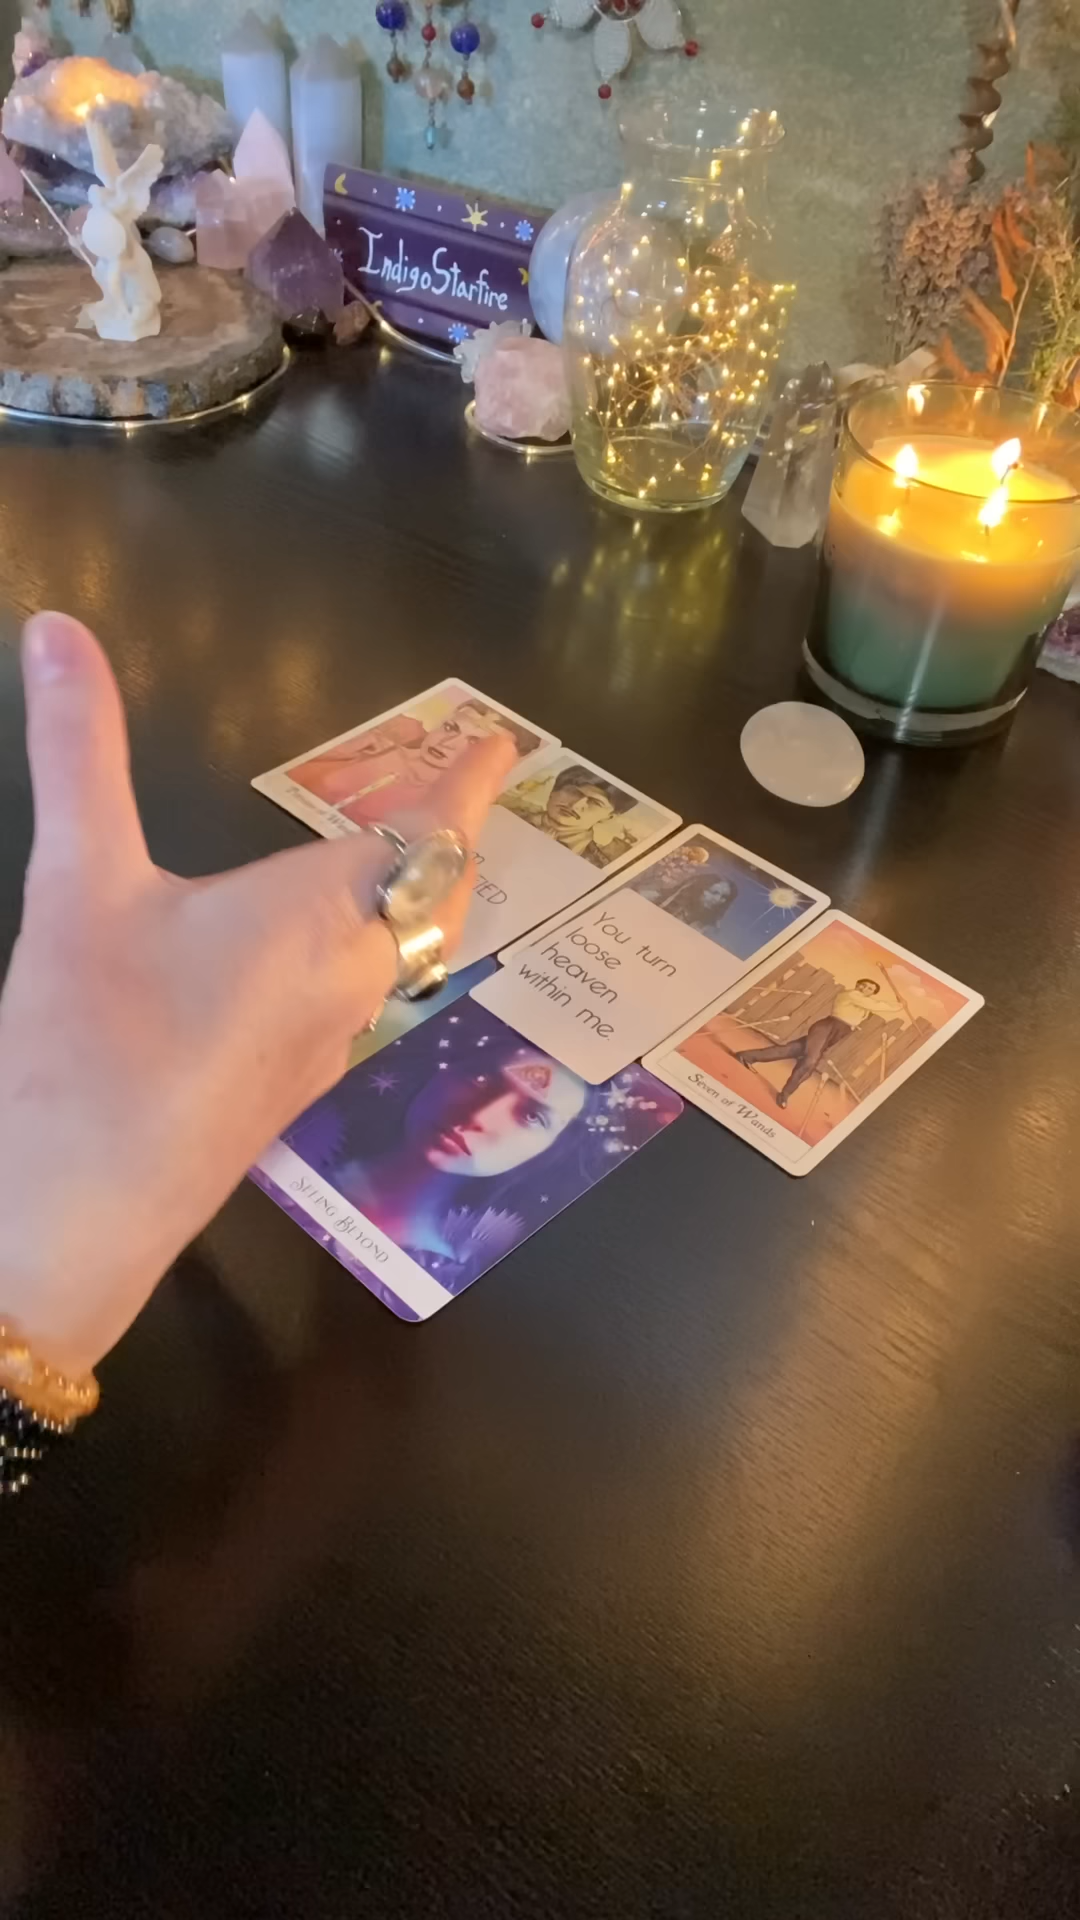 IndigoStarfire
You turn
loose
heaven
within me.
Seven of Wands
SEEING BEYOND